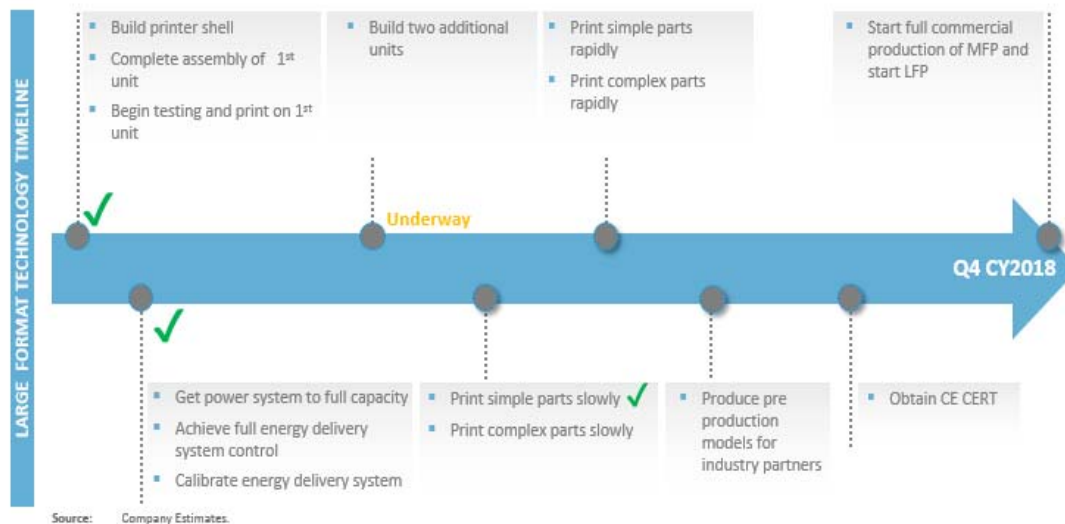 LARGE FORMAT TECHNOLOGY TIMELINE
▪ Build printer shell
▪ Complete assembly of 1st
unit
▪ Begin testing and print on 1st
unit
▪ Build two additional
units
▪ Print simple parts
rapidly
▪ Print complex parts
rapidly
▪ Start full commercial
production of MFP and
start LFP
✓
Underway
Q4 CY2018
✓
▪ Get power system to full capacity
▪ Achieve full energy delivery
system control
▪ Calibrate energy delivery system
▪ Print simple parts slowly ✓
▪ Print complex parts slowly
▪ Produce pre
production
models for
industry partners
▪ Obtain CE CERT
Source: Company Estimates.